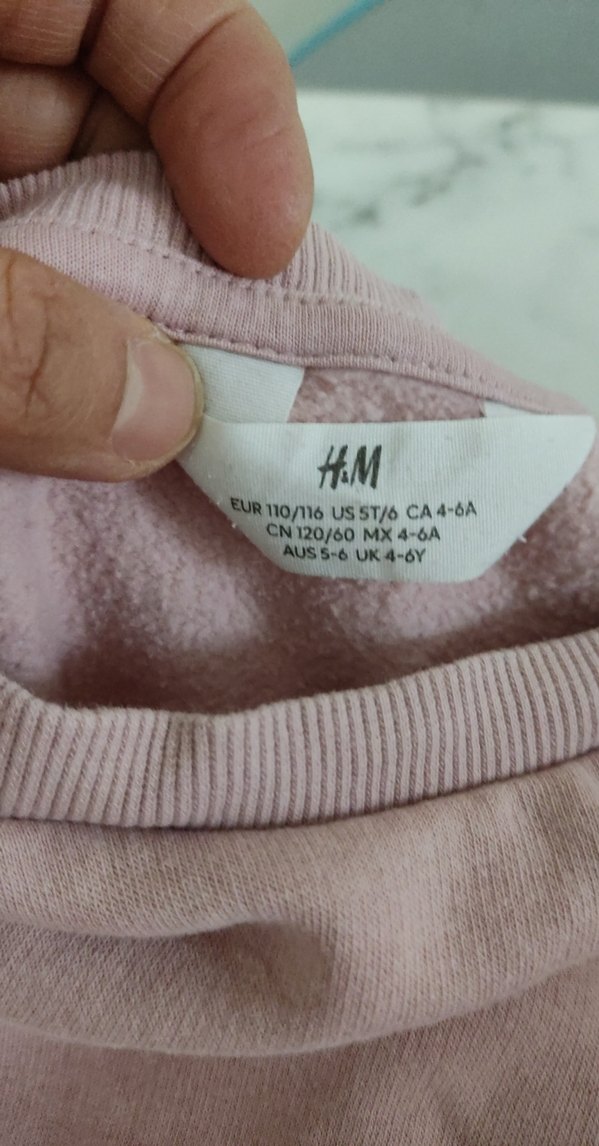 H&M
EUR 110/116 US 5T/6 CA 4-6A
CN 120/60 MX 4-6A
AUS 5-6 UK 4-6Y